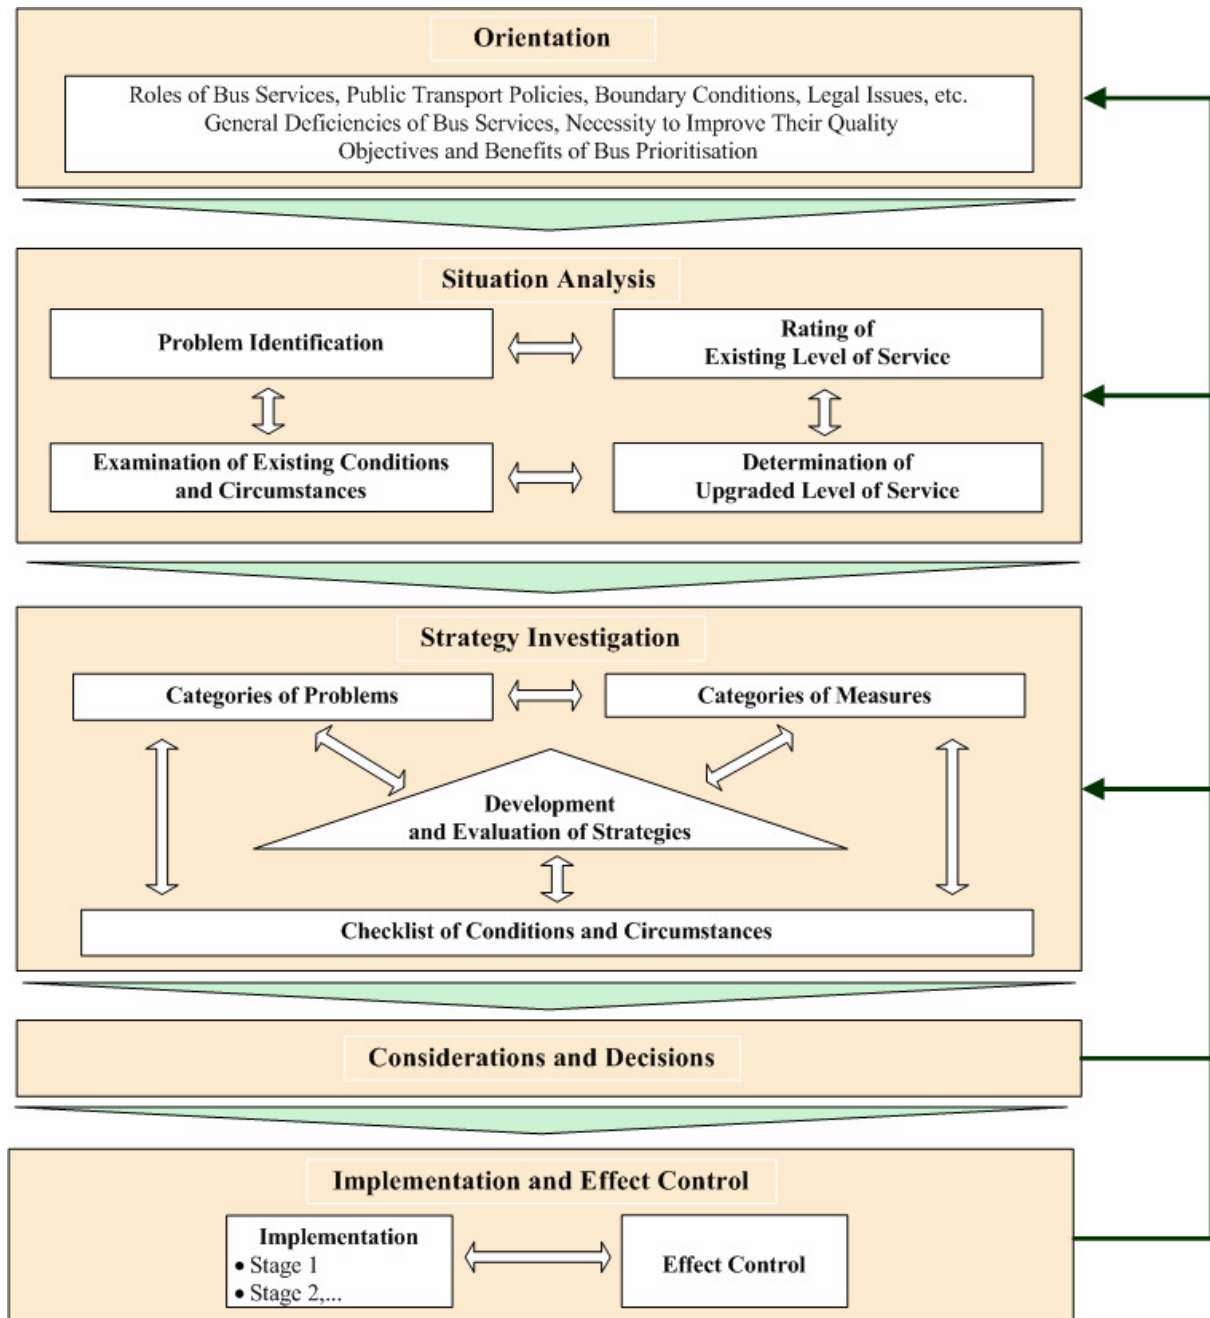 Orientation
Roles of Bus Services, Public Transport Policies, Boundary Conditions, Legal Issues, etc.
General Deficiencies of Bus Services, Necessity to Improve Their Quality
Objectives and Benefits of Bus Prioritisation
Situation Analysis
Problem Identification
Rating of
Existing Level of Service
Examination of Existing Conditions
and Circumstances
Determination of
Upgraded Level of Service
Strategy Investigation
Categories of Problems
Categories of Measures
Development
and Evaluation of Strategies
Checklist of Conditions and Circumstances
Considerations and Decisions
Implementation and Effect Control
Implementation
• Stage 1
• Stage 2,...
Effect Control